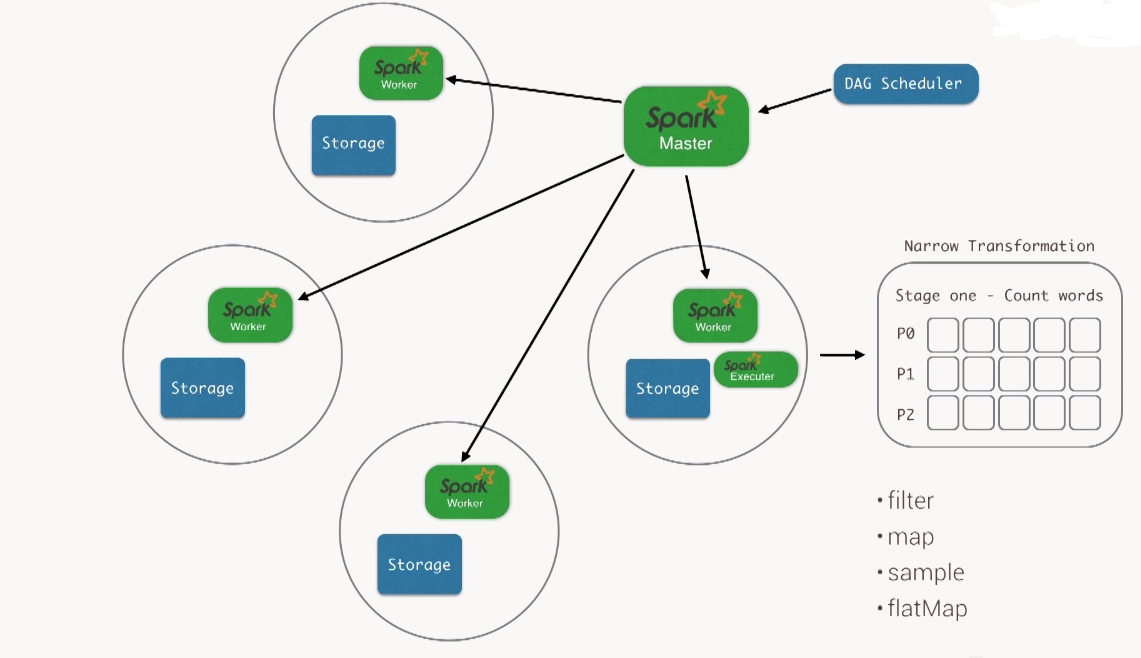 Spark
Worker
Storage
Spark
Master
DAG Scheduler
Spark
Worker
Storage
Spark
Worker
Storage
Spark
Worker
Spark
Executer
Storage
Narrow Transformation
Stage one - Count words
P0
P1
P2
• filter
• map
• sample
• flatMap